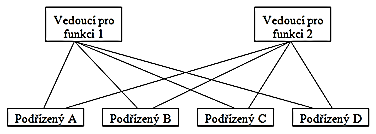 Vedoucí pro
funkci 1
Vedoucí pro
funkci 2
Podřízený A
Podřízený B
Podřízený C
Podřízený D